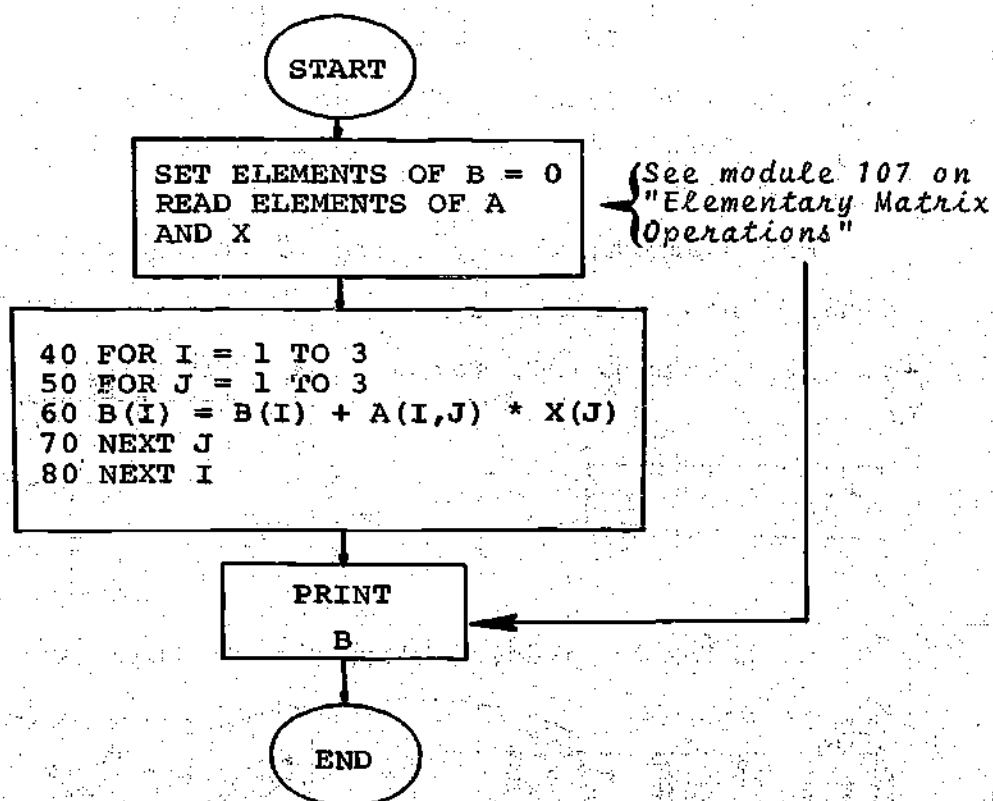 START
SET ELEMENTS OF B = 0
READ ELEMENTS OF A
AND X
See module 107 on
"Elementary Matrix
Operations"
40 FOR I = 1 TO 3
50 FOR J = 1 TO 3
60 B(I) = B(I) + A(I,J) * X(J)
70 NEXT J
80 NEXT I
PRINT
B
END